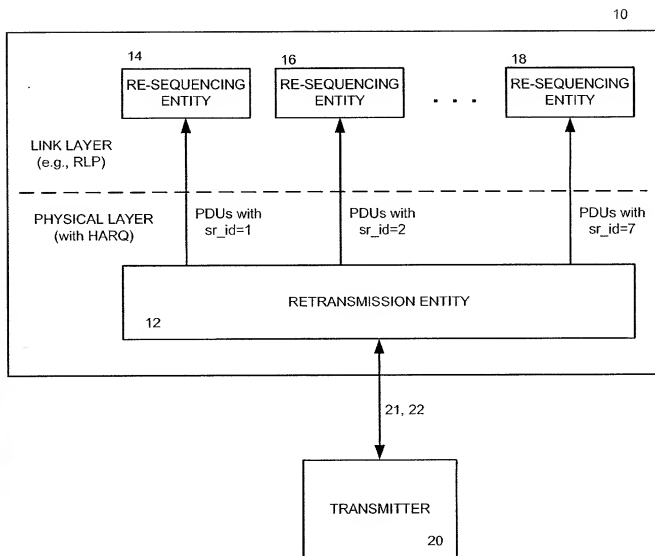 10
14
16
18
RE-SEQUENCING
ENTITY
RE-SEQUENCING
ENTITY
. . .
RE-SEQUENCING
ENTITY
LINK LAYER
(e.g., RLP)
PHYSICAL LAYER
(with HARQ)
PDUs with
sr_id=1
PDUs with
sr_id=2
PDUs with
sr_id=7
RETRANSMISSION ENTITY
12
21, 22
TRANSMITTER
20